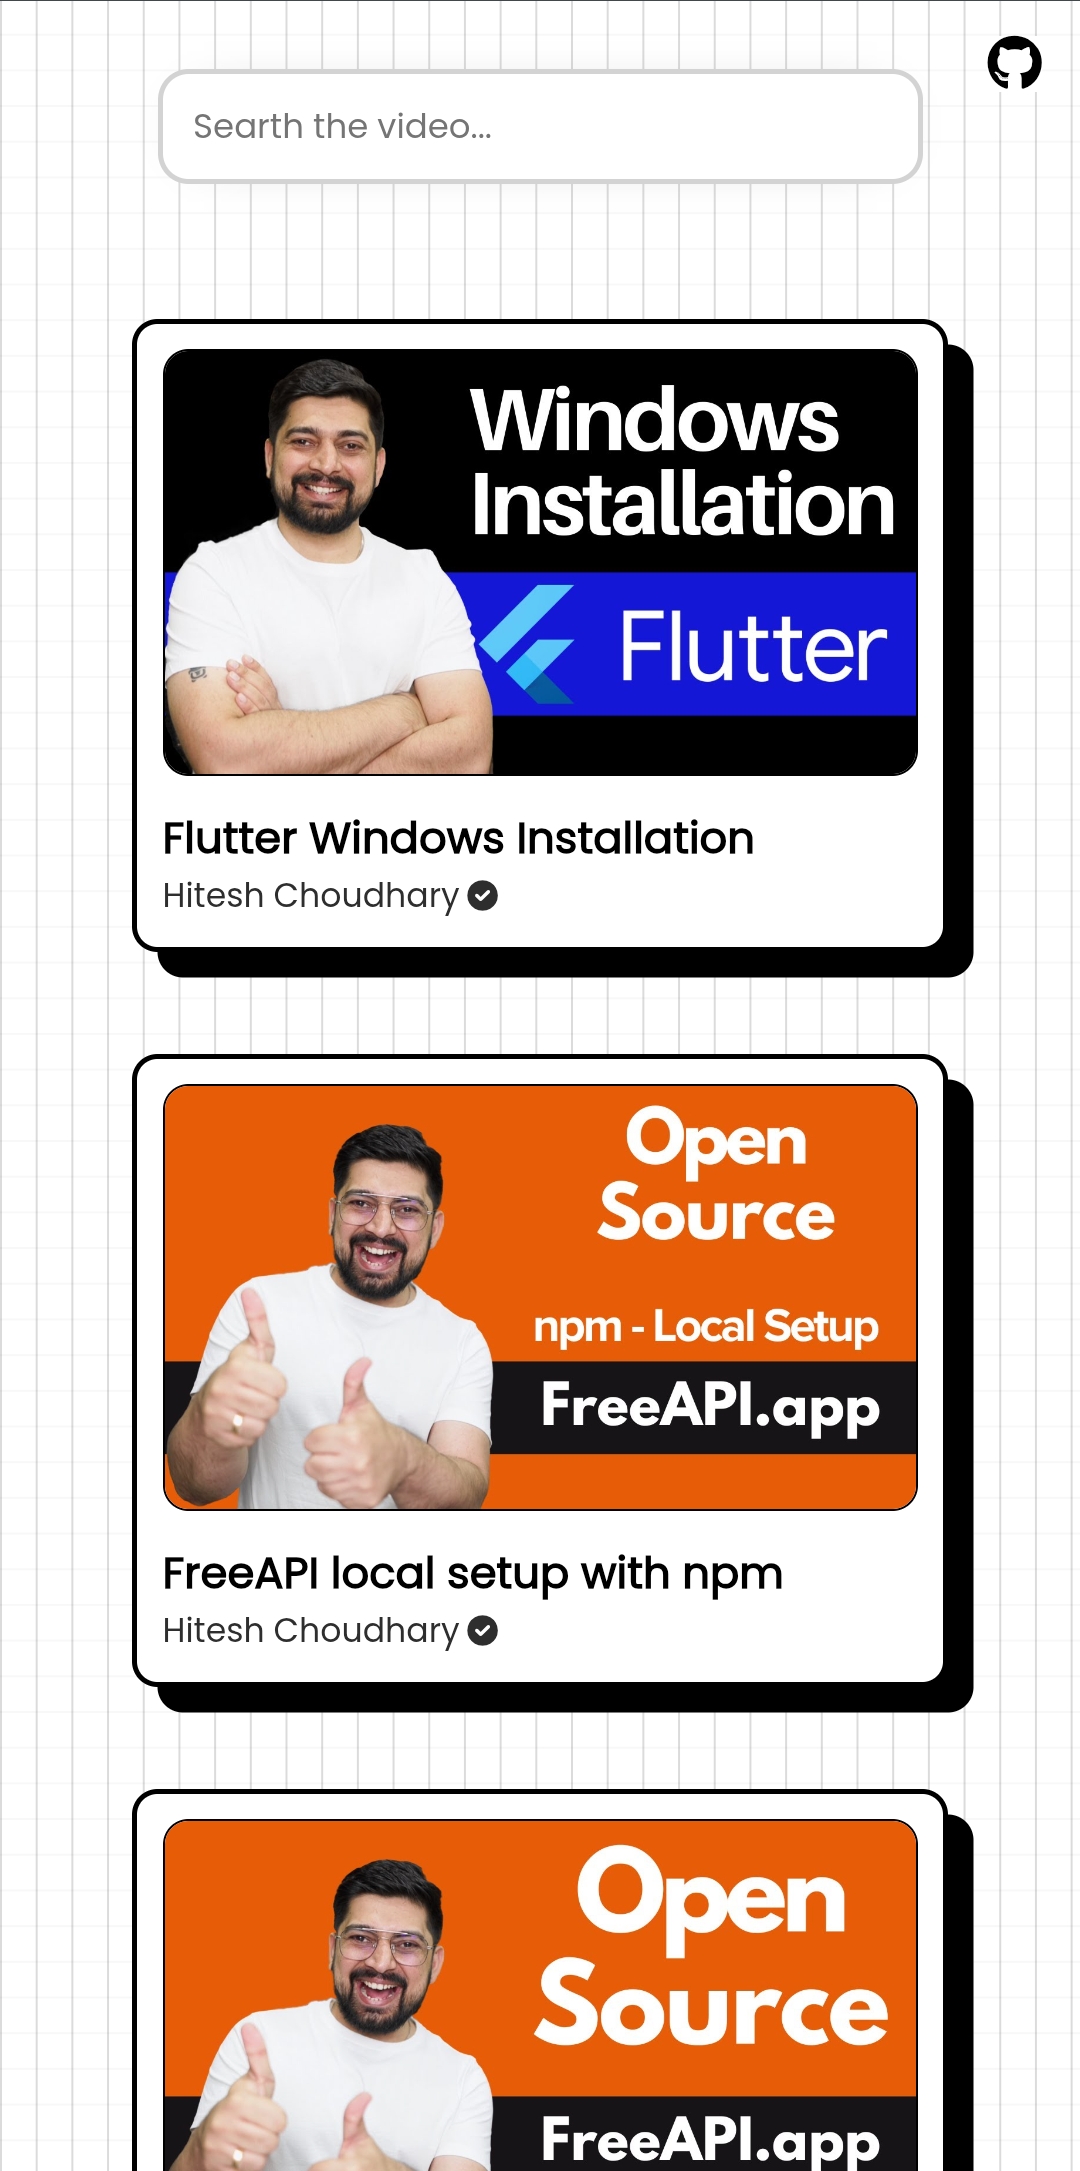 Searth the video...
Windows
Installation
Flutter
Flutter Windows Installation
Hitesh Choudhary
Open
Source
npm - Local Setup
FreeAPI.app
FreeAPI local setup with npm
Hitesh Choudhary
Open
Source
FreeAPI.app